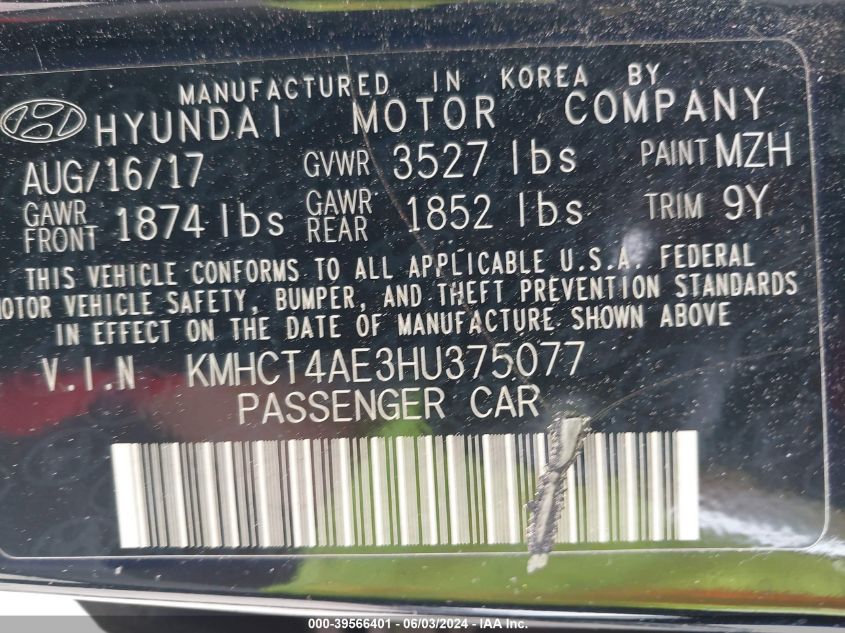 MANUFACTURED IN KOREA BY
HYUNDAI MOTOR COMPANY
AUG/16/17 GVWR 3527 lbs PAINT MZH
GAWR FRONT 1874 lbs GAWR REAR 1852 lbs TRIM 9Y
THIS VEHICLE CONFORMS TO ALL APPLICABLE U.S.A. FEDERAL
MOTOR VEHICLE SAFETY, BUMPER, AND THEFT PREVENTION STANDARDS
IN EFFECT ON THE DATE OF MANUFACTURE SHOWN ABOVE
V.I.N KMHCT4AE3HU375077
PASSENGER CAR
000-39566401 - 06/03/2024 - IAA, Inc.